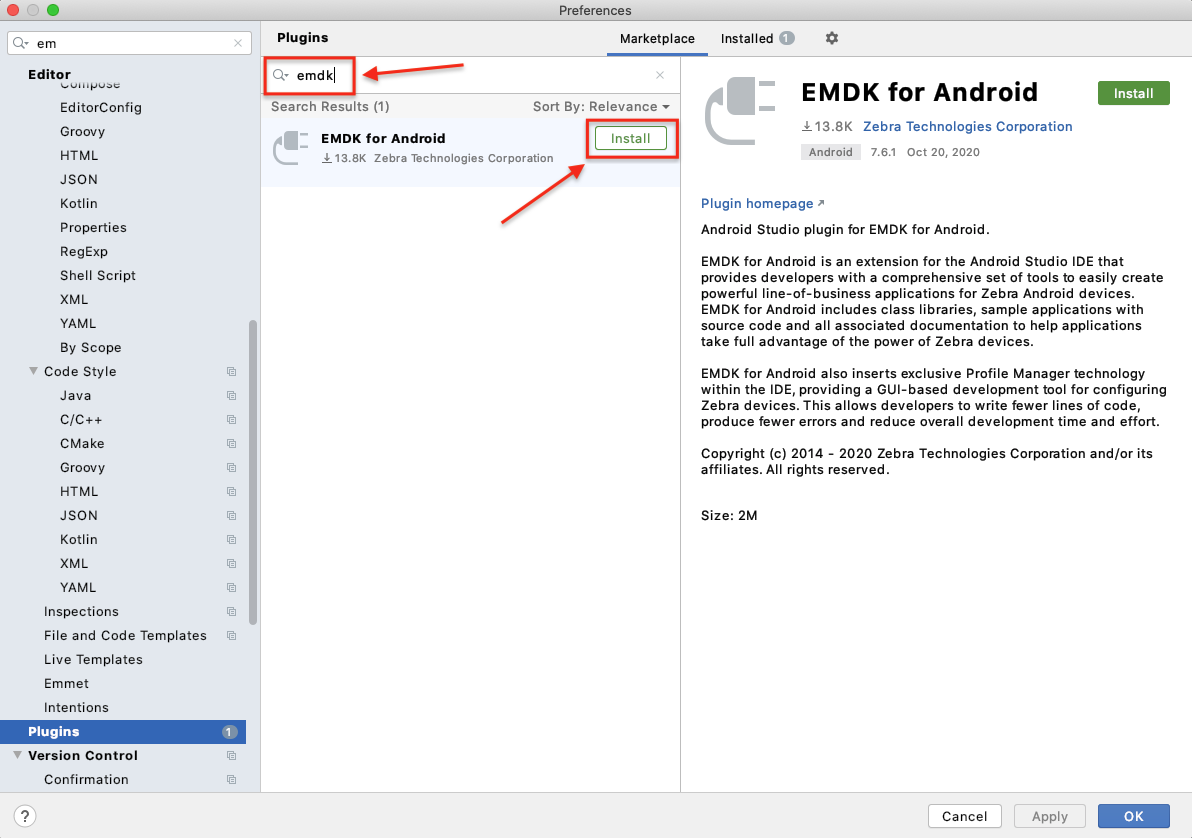 Preferences
em
Editor
Compose
EditorConfig
Groovy
HTML
JSON
Kotlin
Properties
RegExp
Shell Script
XML
YAML
By Scope
Code Style
Java
C/C++
CMake
Groovy
HTML
JSON
Kotlin
XML
YAML
Inspections
File and Code Templates
Live Templates
Emmet
Intentions
Plugins 1
Version Control
Confirmation
Plugins
Marketplace
Installed 1
emdk
Search Results (1)
Sort By: Relevance
EMDK for Android
Install
13.8K Zebra Technologies Corporation
EMDK for Android
Install
13.8K Zebra Technologies Corporation
Android 7.6.1 Oct 20, 2020
Plugin homepage
Android Studio plugin for EMDK for Android.
EMDK for Android is an extension for the Android Studio IDE that
provides developers with a comprehensive set of tools to easily create
powerful line-of-business applications for Zebra Android devices.
EMDK for Android includes class libraries, sample applications with
source code and all associated documentation to help applications
take full advantage of the power of Zebra devices.
EMDK for Android also inserts exclusive Profile Manager technology
within the IDE, providing a GUI-based development tool for configuring
Zebra devices. This allows developers to write fewer lines of code,
produce fewer errors and reduce overall development time and effort.
Copyright (c) 2014 - 2020 Zebra Technologies Corporation and/or its
affiliates. All rights reserved.
Size: 2M
?
Cancel
Apply
OK